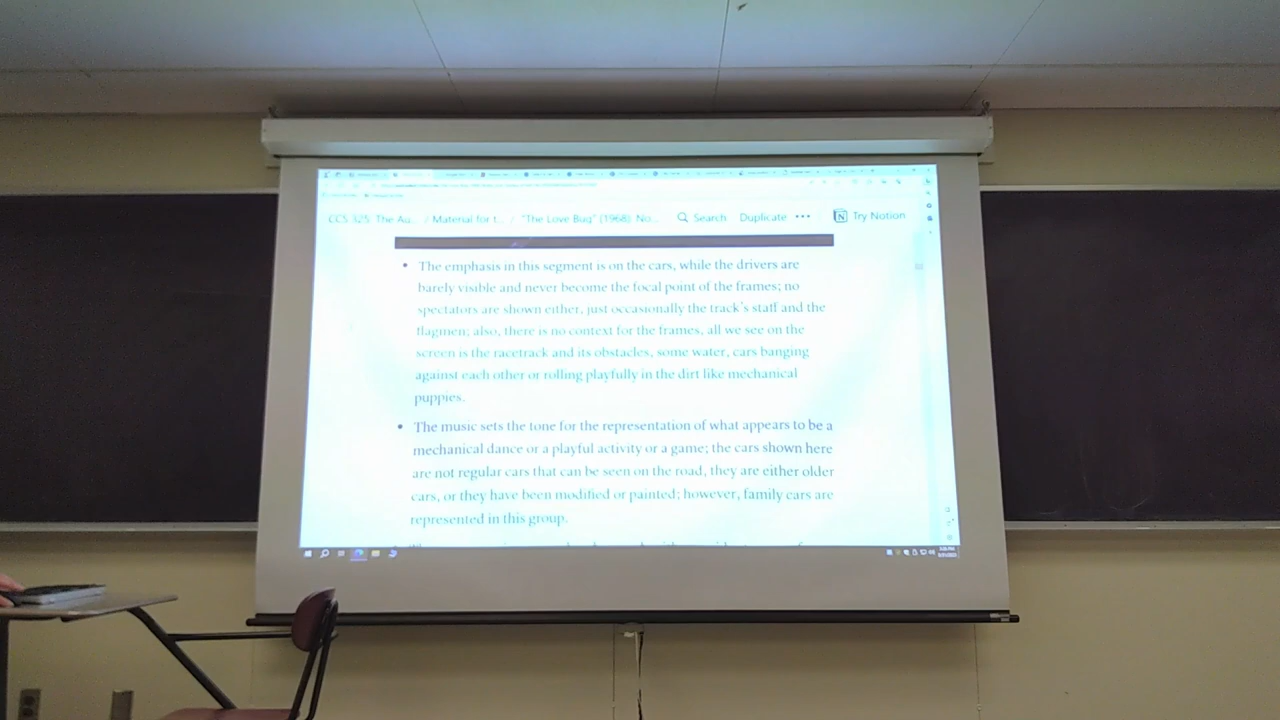 CCS 325: The Au... / Material for t... / "The Love Bug" (1968): No... Search Duplicate ••• Try Notion
• The emphasis in this segment is on the cars, while the drivers are
barely visible and never become the focal point of the frames; no
spectators are shown either, just occasionally the track's staff and the
flagmen; also, there is no context for the frames, all we see on the
screen is the racetrack and its obstacles, some water, cars banging
against each other or rolling playfully in the dirt like mechanical
puppies.
• The music sets the tone for the representation of what appears to be a
mechanical dance or a playful activity or a game; the cars shown here
are not regular cars that can be seen on the road, they are either older
cars, or they have been modified or painted; however, family cars are
represented in this group.